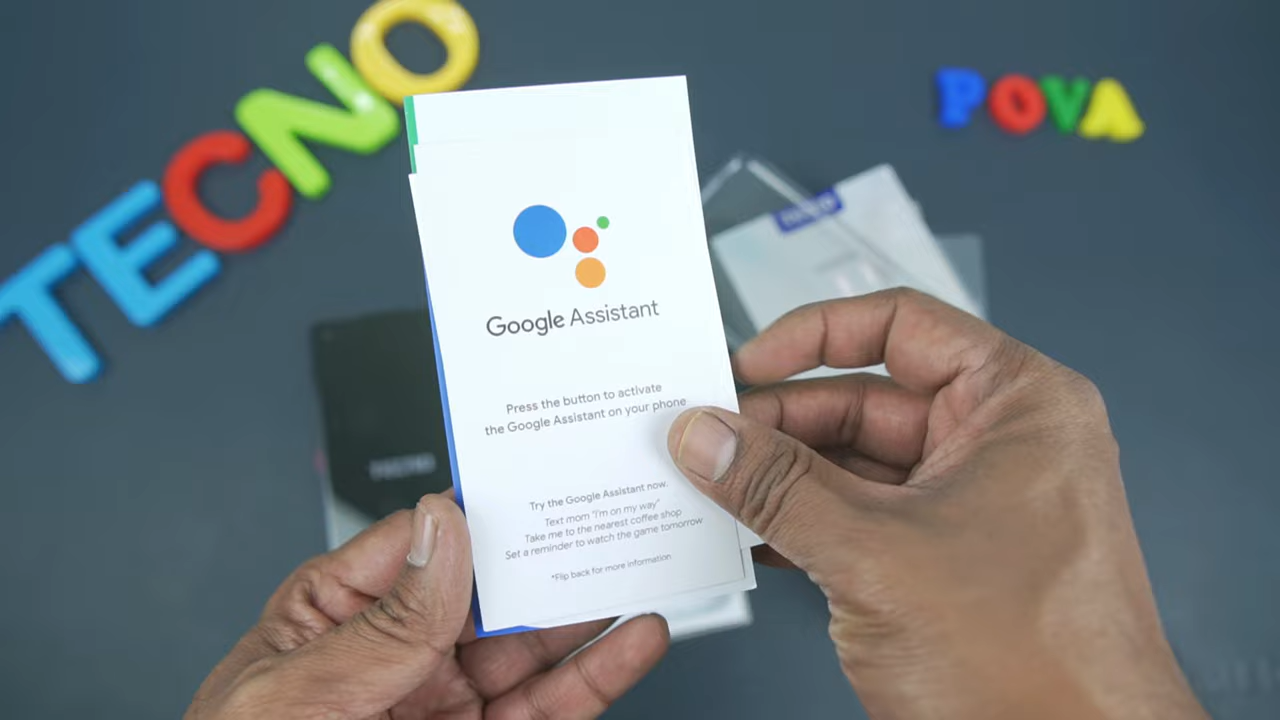 TECNO
POVA
Google Assistant
Press the button to activate
the Google Assistant on your phone
Try the Google Assistant now.
Text mom "I'm on my way"
Take me to the nearest coffee shop
Set a reminder to watch the game tomorrow
*Flip back for more information
TECNO